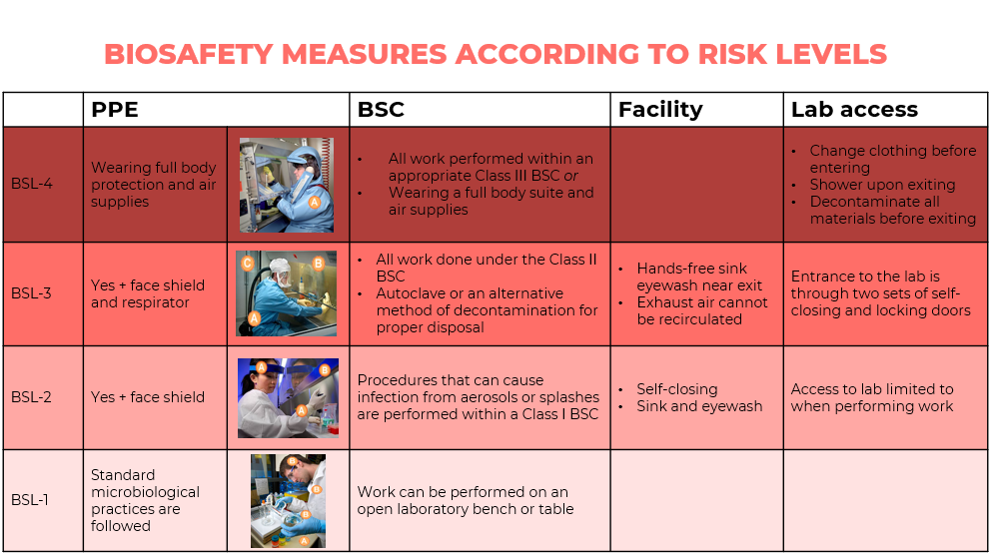 BIOSAFETY MEASURES ACCORDING TO RISK LEVELS
PPE
BSC
Facility
Lab access
BSL-4
Wearing full body
protection and air
supplies
A
• All work performed within an
appropriate Class III BSC or
• Wearing a full body suite and
air supplies
• Change clothing before
entering
• Shower upon exiting
• Decontaminate all
materials before exiting
BSL-3
Yes + face shield
and respirator
C
B
A
• All work done under the Class II
BSC
• Autoclave or an alternative
method of decontamination for
proper disposal
• Hands-free sink
eyewash near exit
• Exhaust air cannot
be recirculated
Entrance to the lab is
through two sets of self-
closing and locking doors
BSL-2
Yes + face shield
A
B
A
Procedures that can cause
infection from aerosols or splashes
are performed within a Class I BSC
• Self-closing
• Sink and eyewash
Access to lab limited to
when performing work
BSL-1
Standard
microbiological
practices are
followed
B
A
Work can be performed on an
open laboratory bench or table